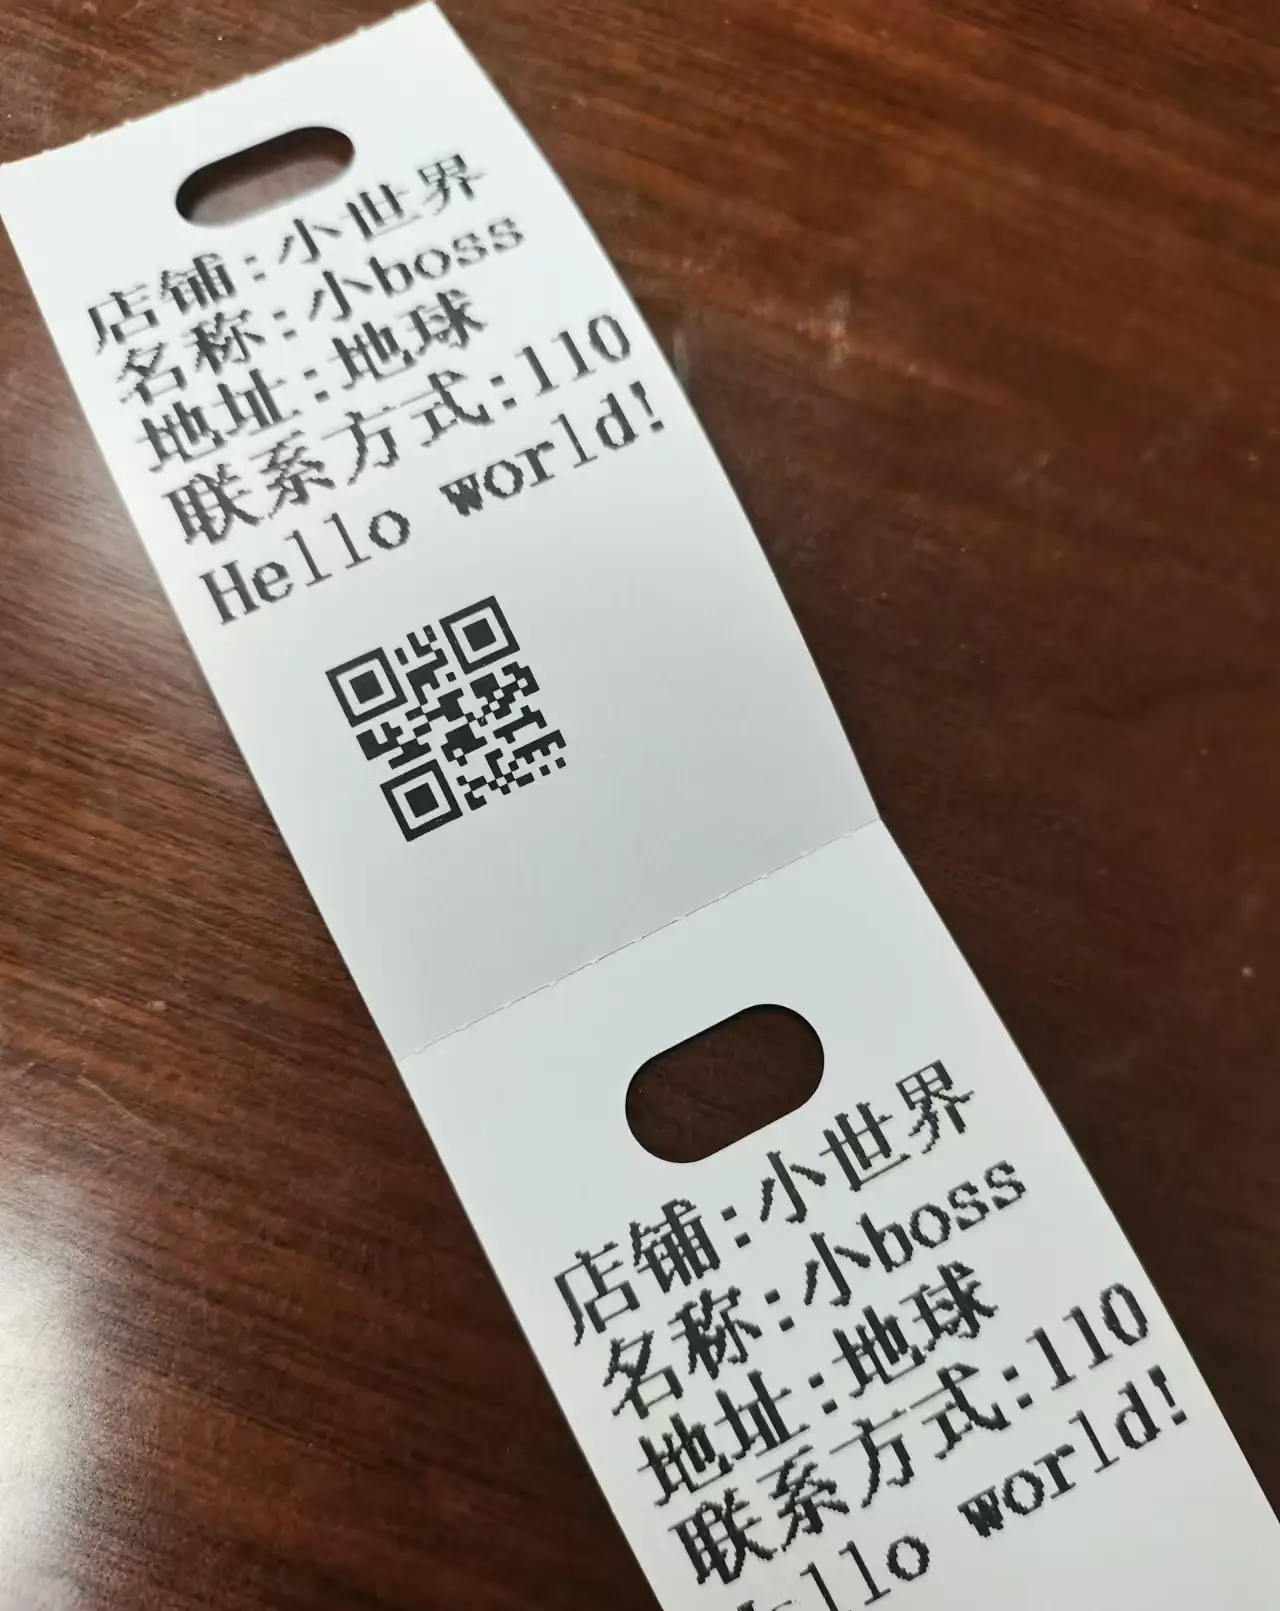 店铺:小世界
名称:小boss
地址:地球
联系方式:110
Hello world!
店铺:小世界
名称:小boss
地址:地球
联系方式:110
world!